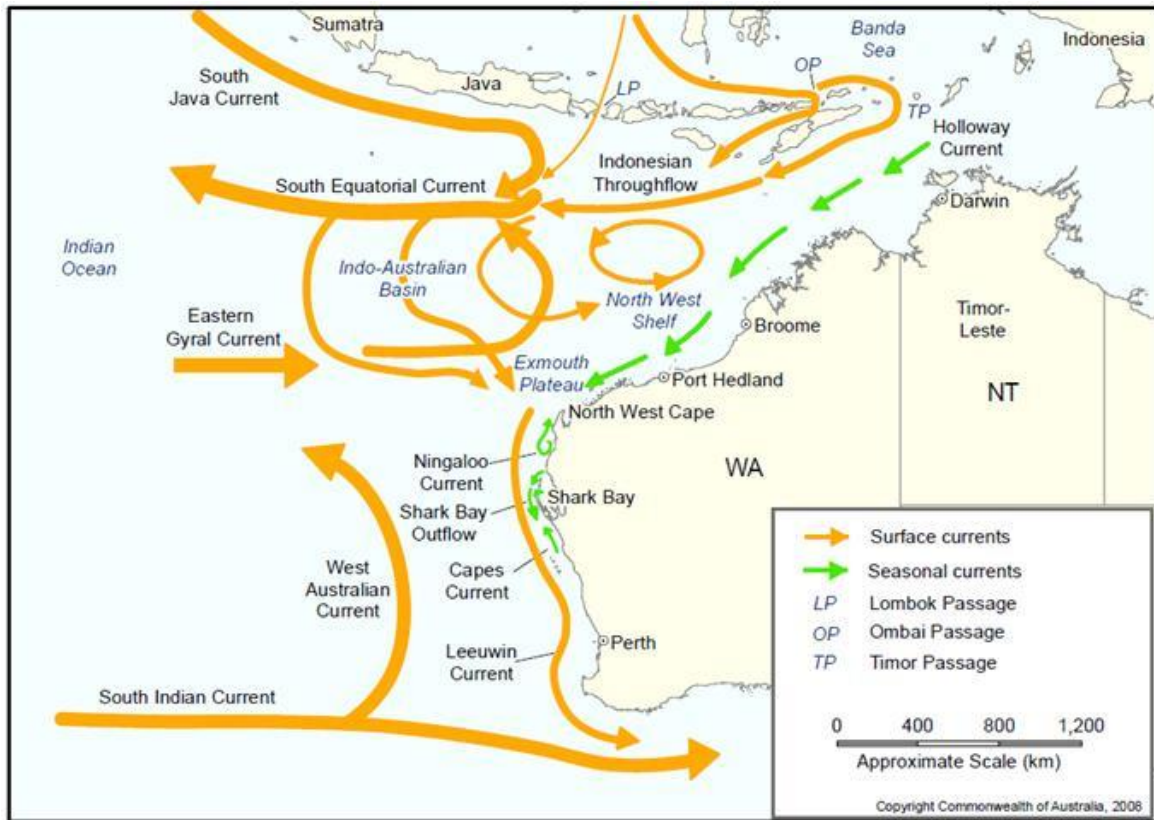 Sumatra
Banda
Sea
Indonesia
OP
South
Java Current
Java
LP
TP
Holloway
Current
Indonesian
Throughflow
South Equatorial Current
Darwin
Indian
Ocean
Indo-Australian
Basin
North West
Shelf
Timor-
Leste
Broome
Eastern
Gyral Current
Exmouth
Plateau
Port Hedland
NT
North West Cape
WA
Ningaloo
Current
Shark Bay
Shark Bay
Outflow
West
Australian
Current
Capes
Current
Leeuwin
Current
Perth
South Indian Current
Surface currents
Seasonal currents
LP Lombok Passage
OP Ombai Passage
TP Timor Passage
0 400 800 1,200
Approximate Scale (km)
Copyright Commonwealth of Australia, 2008